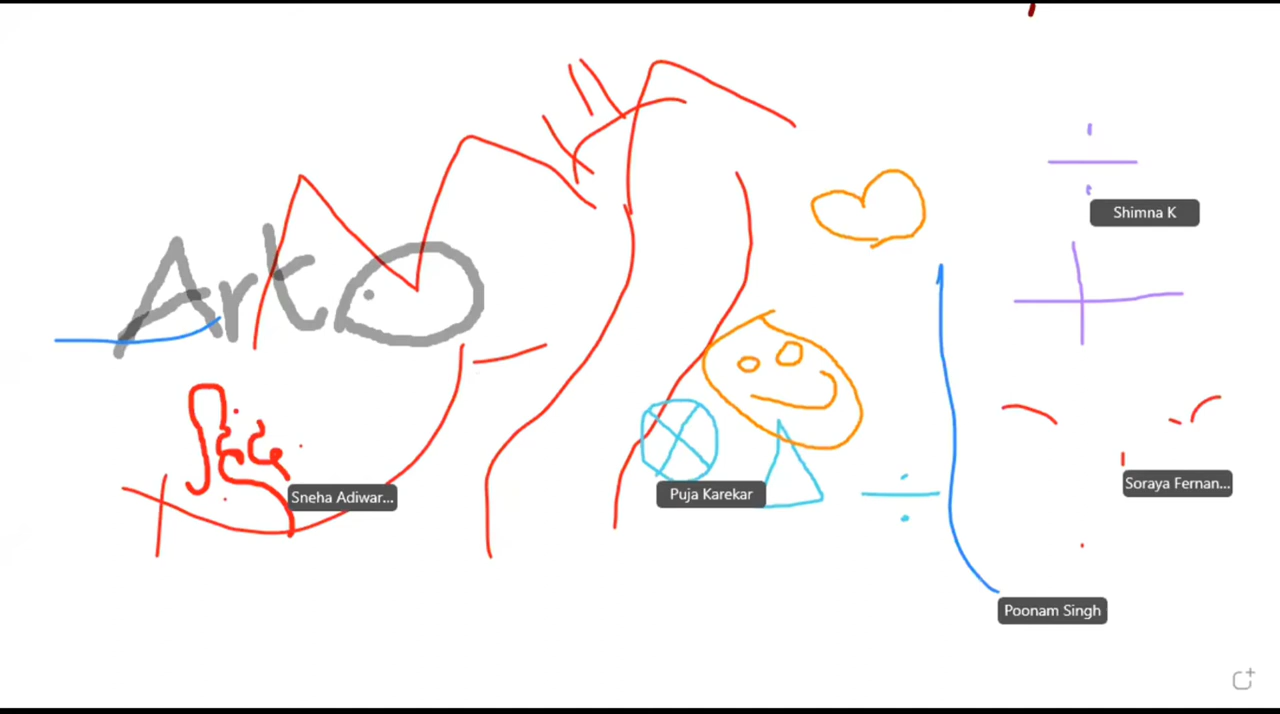 Art
Shimna K
Sneha Adiwar...
Puja Karekar
Soraya Fernan...
Poonam Singh